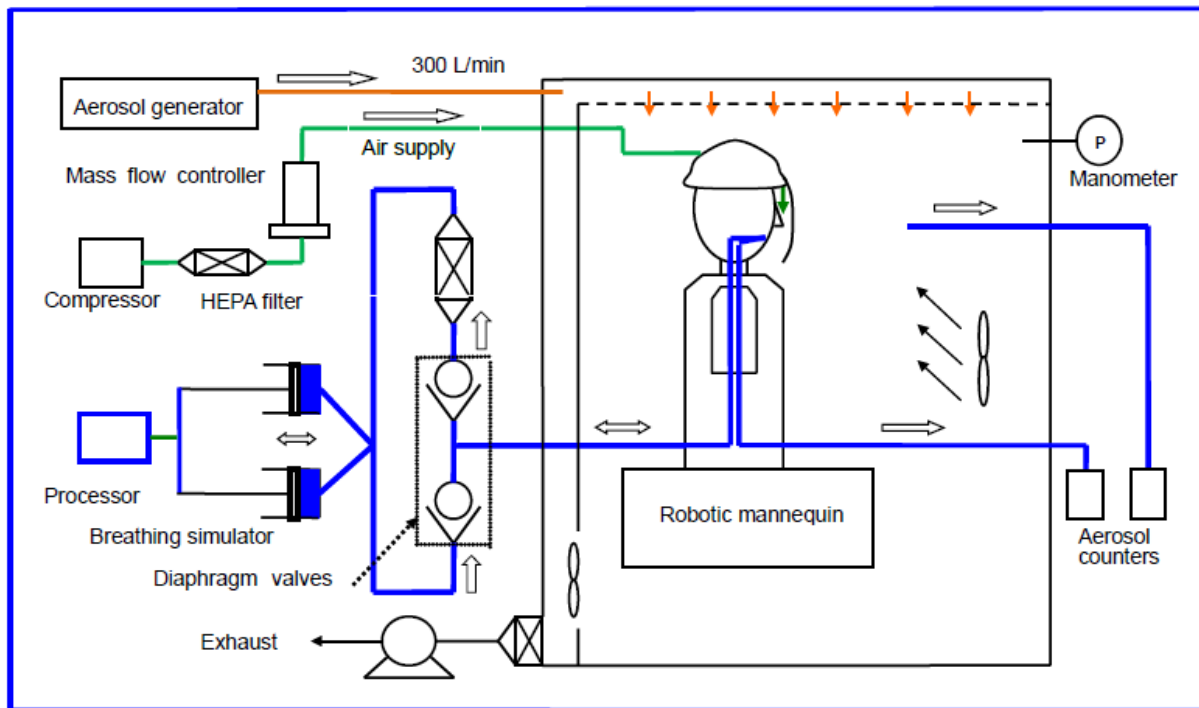 300 L/min
Aerosol generator
Air supply
P
Mass flow controller
Manometer
Compressor
HEPA filter
Processor
Breathing simulator
Robotic mannequin
Aerosol
counters
Diaphragm valves
Exhaust